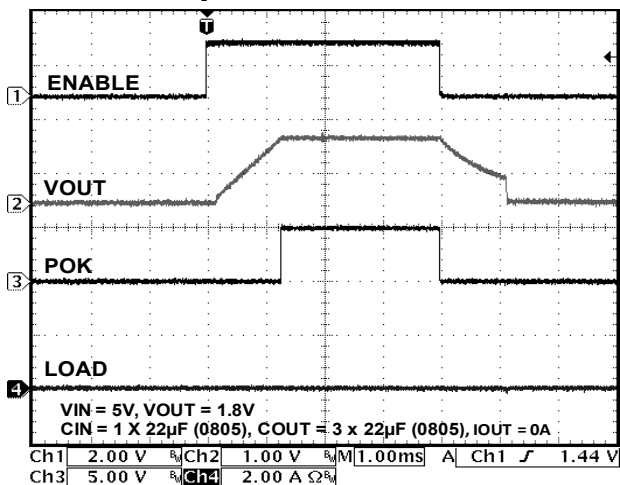 T
ENABLE
1
VOUT
2
POK
3
LOAD
4
VIN = 5V, VOUT = 1.8V
CIN = 1 X 22µF (0805), COUT = 3 x 22µF (0805), IOUT = 0A
Ch1 2.00 V BW Ch2 1.00 V BW M 1.00ms A Ch1 1.44 V
Ch3 5.00 V Ch4 2.00 A Ω BW